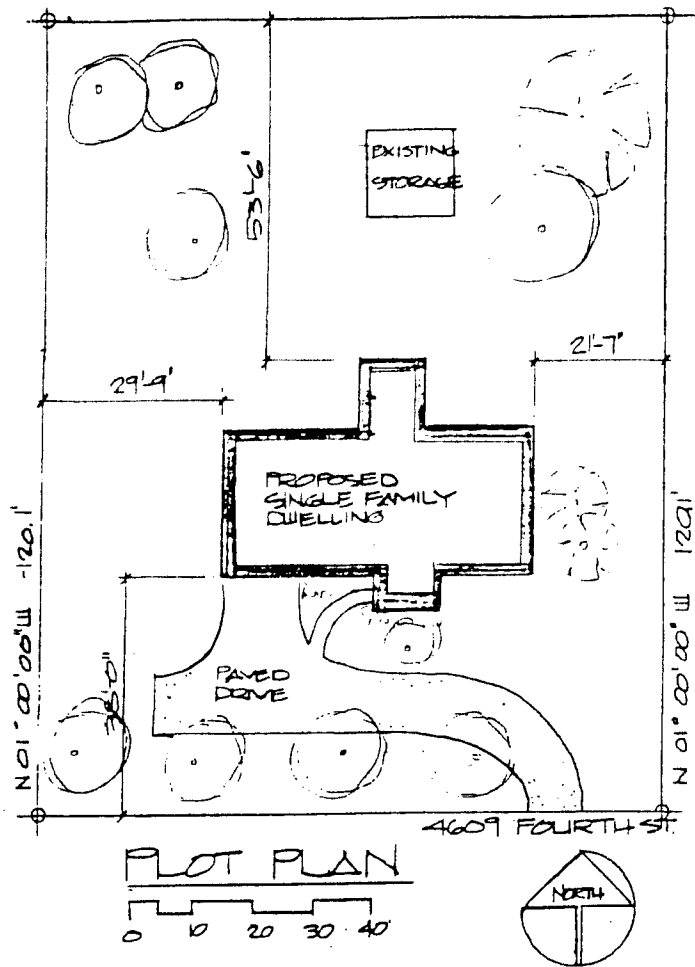 EXISTING
STORAGE
53'-6"
21'-7"
29'-9"
PROPOSED
SINGLE FAMILY
DWELLING
N 01° 00' 00" W -120.1'
N 01° 00' 00" W 120.1'
PAVED
DRIVE
4609 FOURTH ST.
PLOT PLAN
0 10 20 30 40'
NORTH